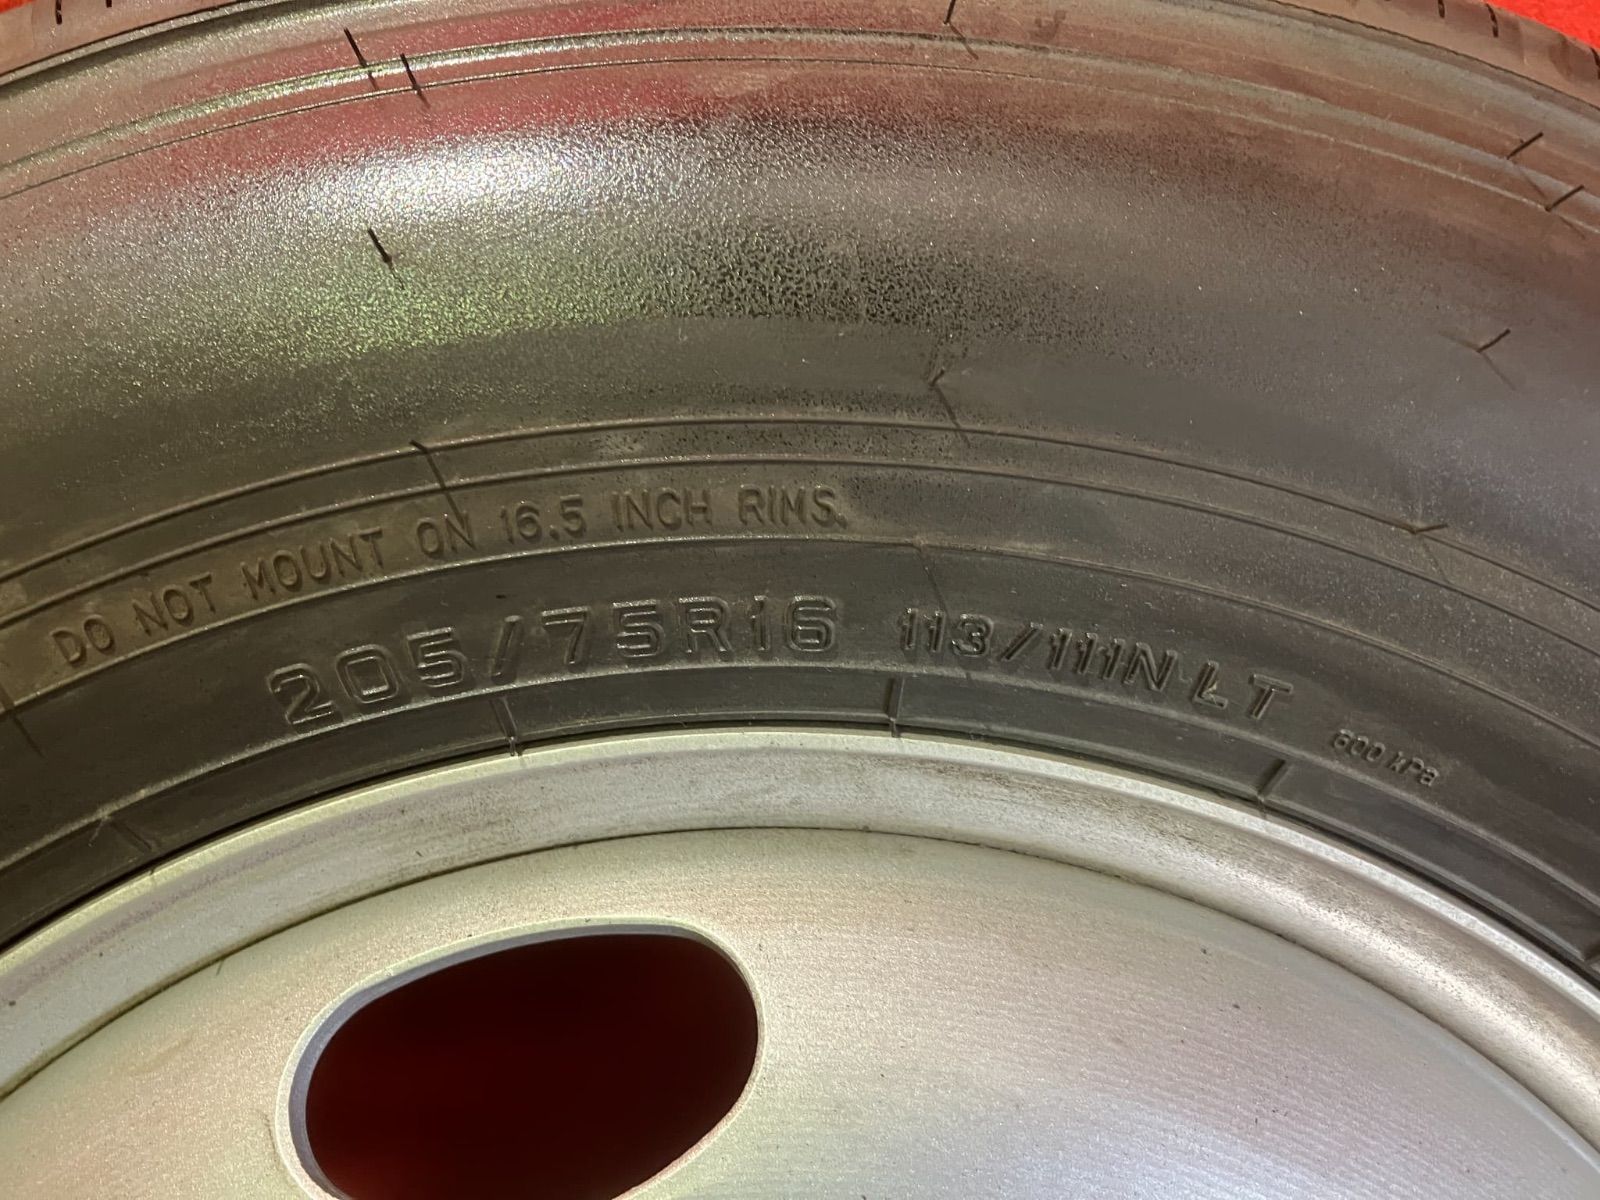 DO NOT MOUNT ON 16.5 INCH RIMS.
205/75R16 113/111N LT 600 kPa